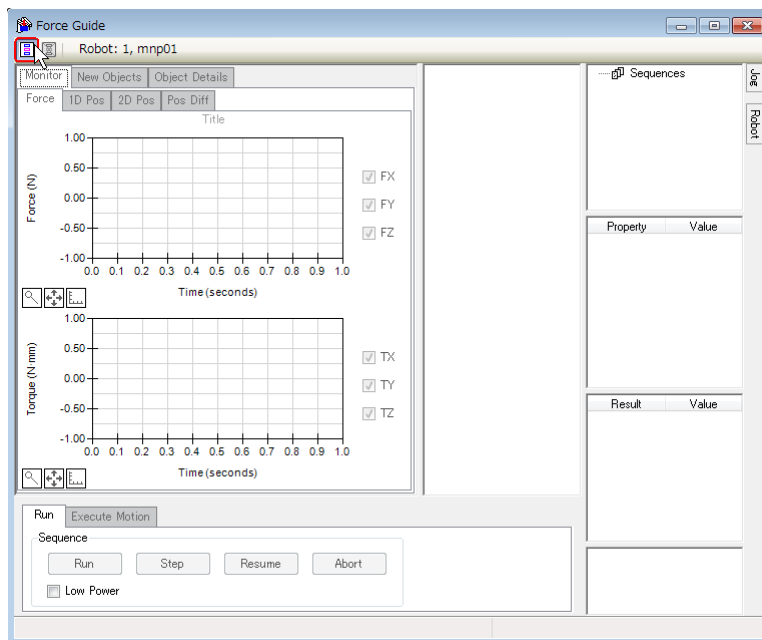 Force Guide
Robot: 1, mnp01
Monitor New Objects Object Details
Force 1D Pos 2D Pos Pos Diff
Title
1.00
0.50
0.00
-0.50
-1.00
Force (N)
0.0 0.1 0.2 0.3 0.4 0.5 0.6 0.7 0.8 0.9 1.0
Time (seconds)
FX
FY
FZ
1.00
0.50
0.00
-0.50
-1.00
Torque (N·mm)
0.0 0.1 0.2 0.3 0.4 0.5 0.6 0.7 0.8 0.9 1.0
Time (seconds)
TX
TY
TZ
Sequences
Property Value
Result Value
Jog
Robot
Run Execute Motion
Sequence
Run Step Resume Abort
Low Power